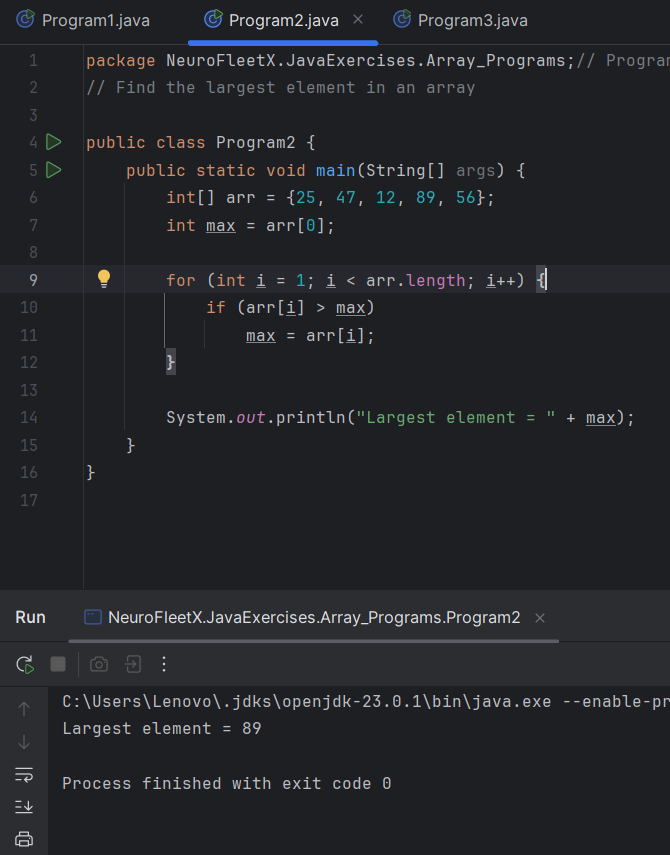 Program1.java Program2.java Program3.java
1 package NeuroFleetX.JavaExercises.Array_Programs;// Program
2 // Find the largest element in an array
3
4 public class Program2 {
5     public static void main(String[] args) {
6         int[] arr = {25, 47, 12, 89, 56};
7         int max = arr[0];
8
9         for (int i = 1; i < arr.length; i++) {
10             if (arr[i] > max)
11                 max = arr[i];
12         }
13
14         System.out.println("Largest element = " + max);
15     }
16 }
17
Run NeuroFleetX.JavaExercises.Array_Programs.Program2
C:\Users\Lenovo\.jdks\openjdk-23.0.1\bin\java.exe --enable-pr
Largest element = 89
Process finished with exit code 0